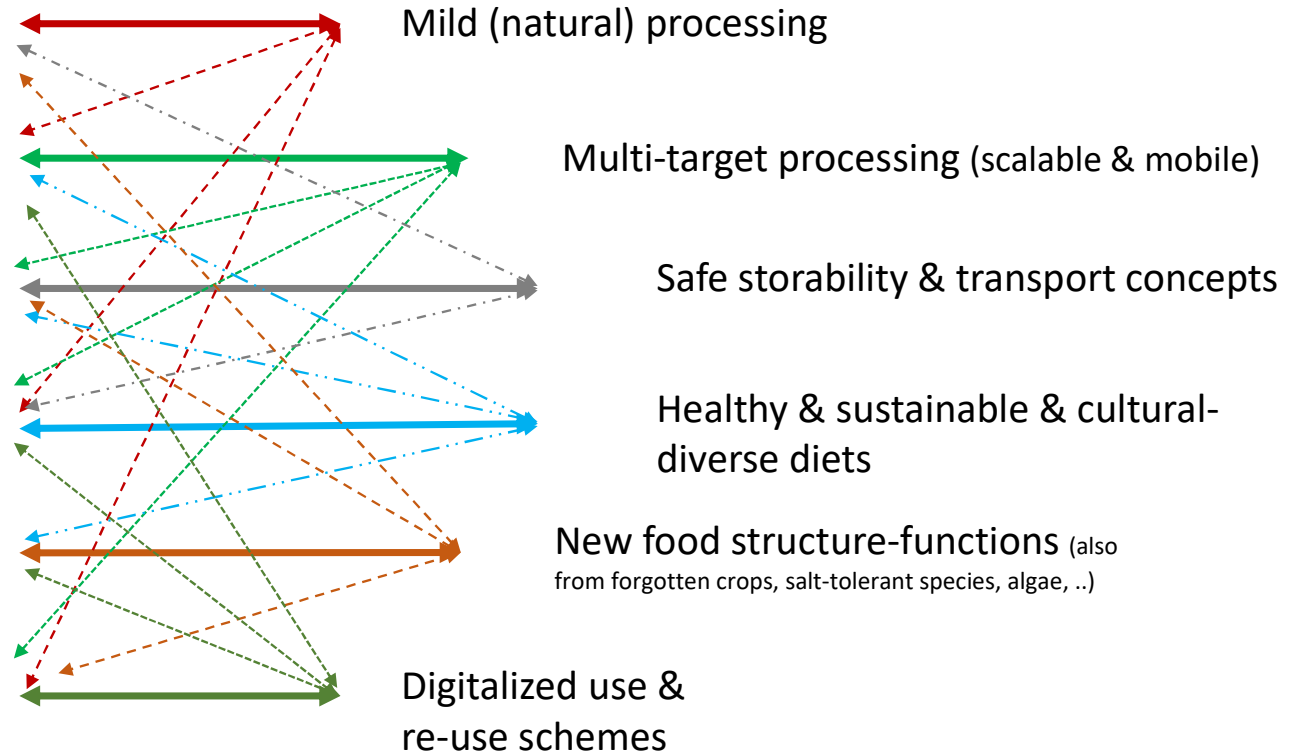 Mild (natural) processing
Multi-target processing (scalable & mobile)
Safe storability & transport concepts
Healthy & sustainable & cultural-
diverse diets
New food structure-functions (also
from forgotten crops, salt-tolerant species, algae, ..)
Digitalized use &
re-use schemes